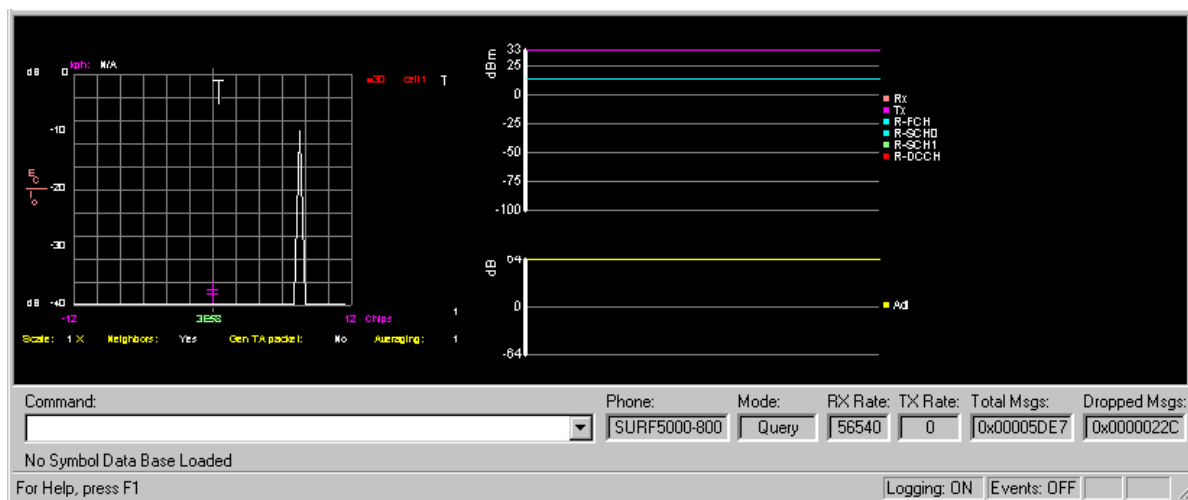 kph: N/A
dB 0
-10
-20
-30
dB -40
Ec
Io
-12
12 Chips
1
Scale: 1 X Neighbors: Yes Gen TA packet: No Averaging: 1
cell1 T
T
dBm
33
25
0
-25
-50
-75
-100
Rx
Tx
R-FCH
R-SCH0
R-SCH1
R-DCCH
dB
64
0
-64
Adj
Command:
Phone: Mode: RX Rate: TX Rate: Total Msgs: Dropped Msgs:
SURF5000-800 Query 56540 0 0x00005DE7 0x0000022C
No Symbol Data Base Loaded
For Help, press F1
Logging: ON Events: OFF